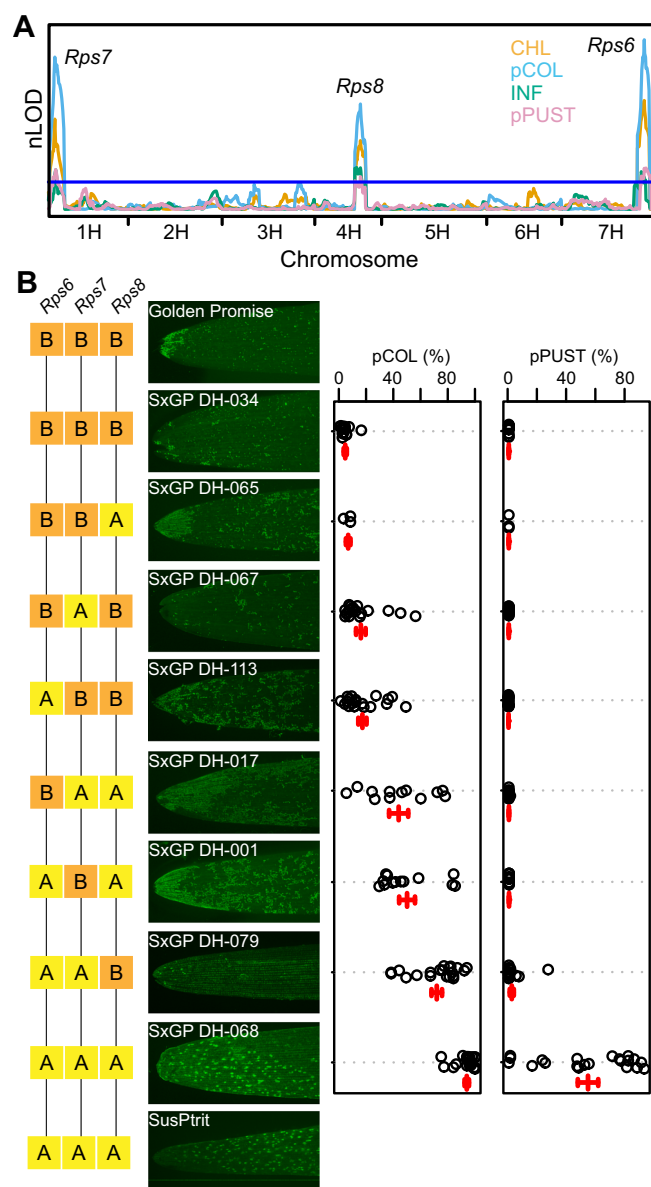 A
Rps7
Rps8
Rps6
CHL
pCOL
INF
pPUST
nLOD
1H 2H 3H 4H 5H 6H 7H
Chromosome
B
Rps6 Rps7 Rps8
pCOL (%) pPUST (%)
0 40 80 0 40 80
B B B Golden Promise
B B B SxGP DH-034
B B A SxGP DH-065
B A B SxGP DH-067
A B B SxGP DH-113
B A A SxGP DH-017
A B A SxGP DH-001
A A B SxGP DH-079
A A A SxGP DH-068
A A A SusPtrit